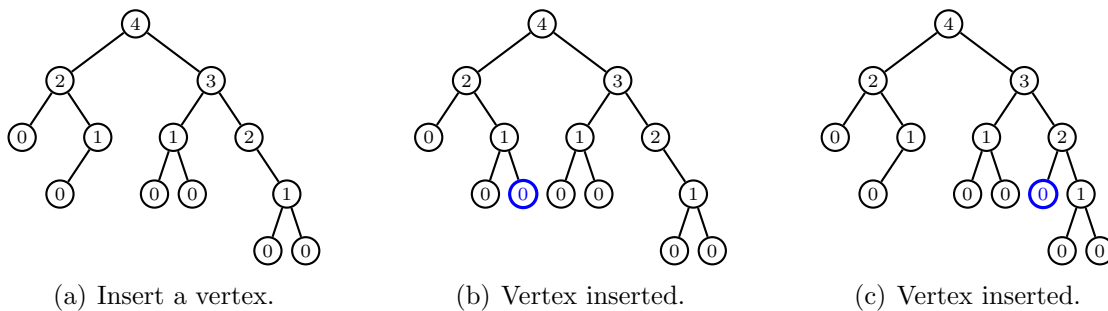 4 4 4
2 3 2 3 2 3
0 1 1 2 0 1 1 2 0 1 1 2
0 0 0 1 0 0 0 0 1 0 0 0 0 1
0 0 0 0 0 0
(a) Insert a vertex. (b) Vertex inserted. (c) Vertex inserted.